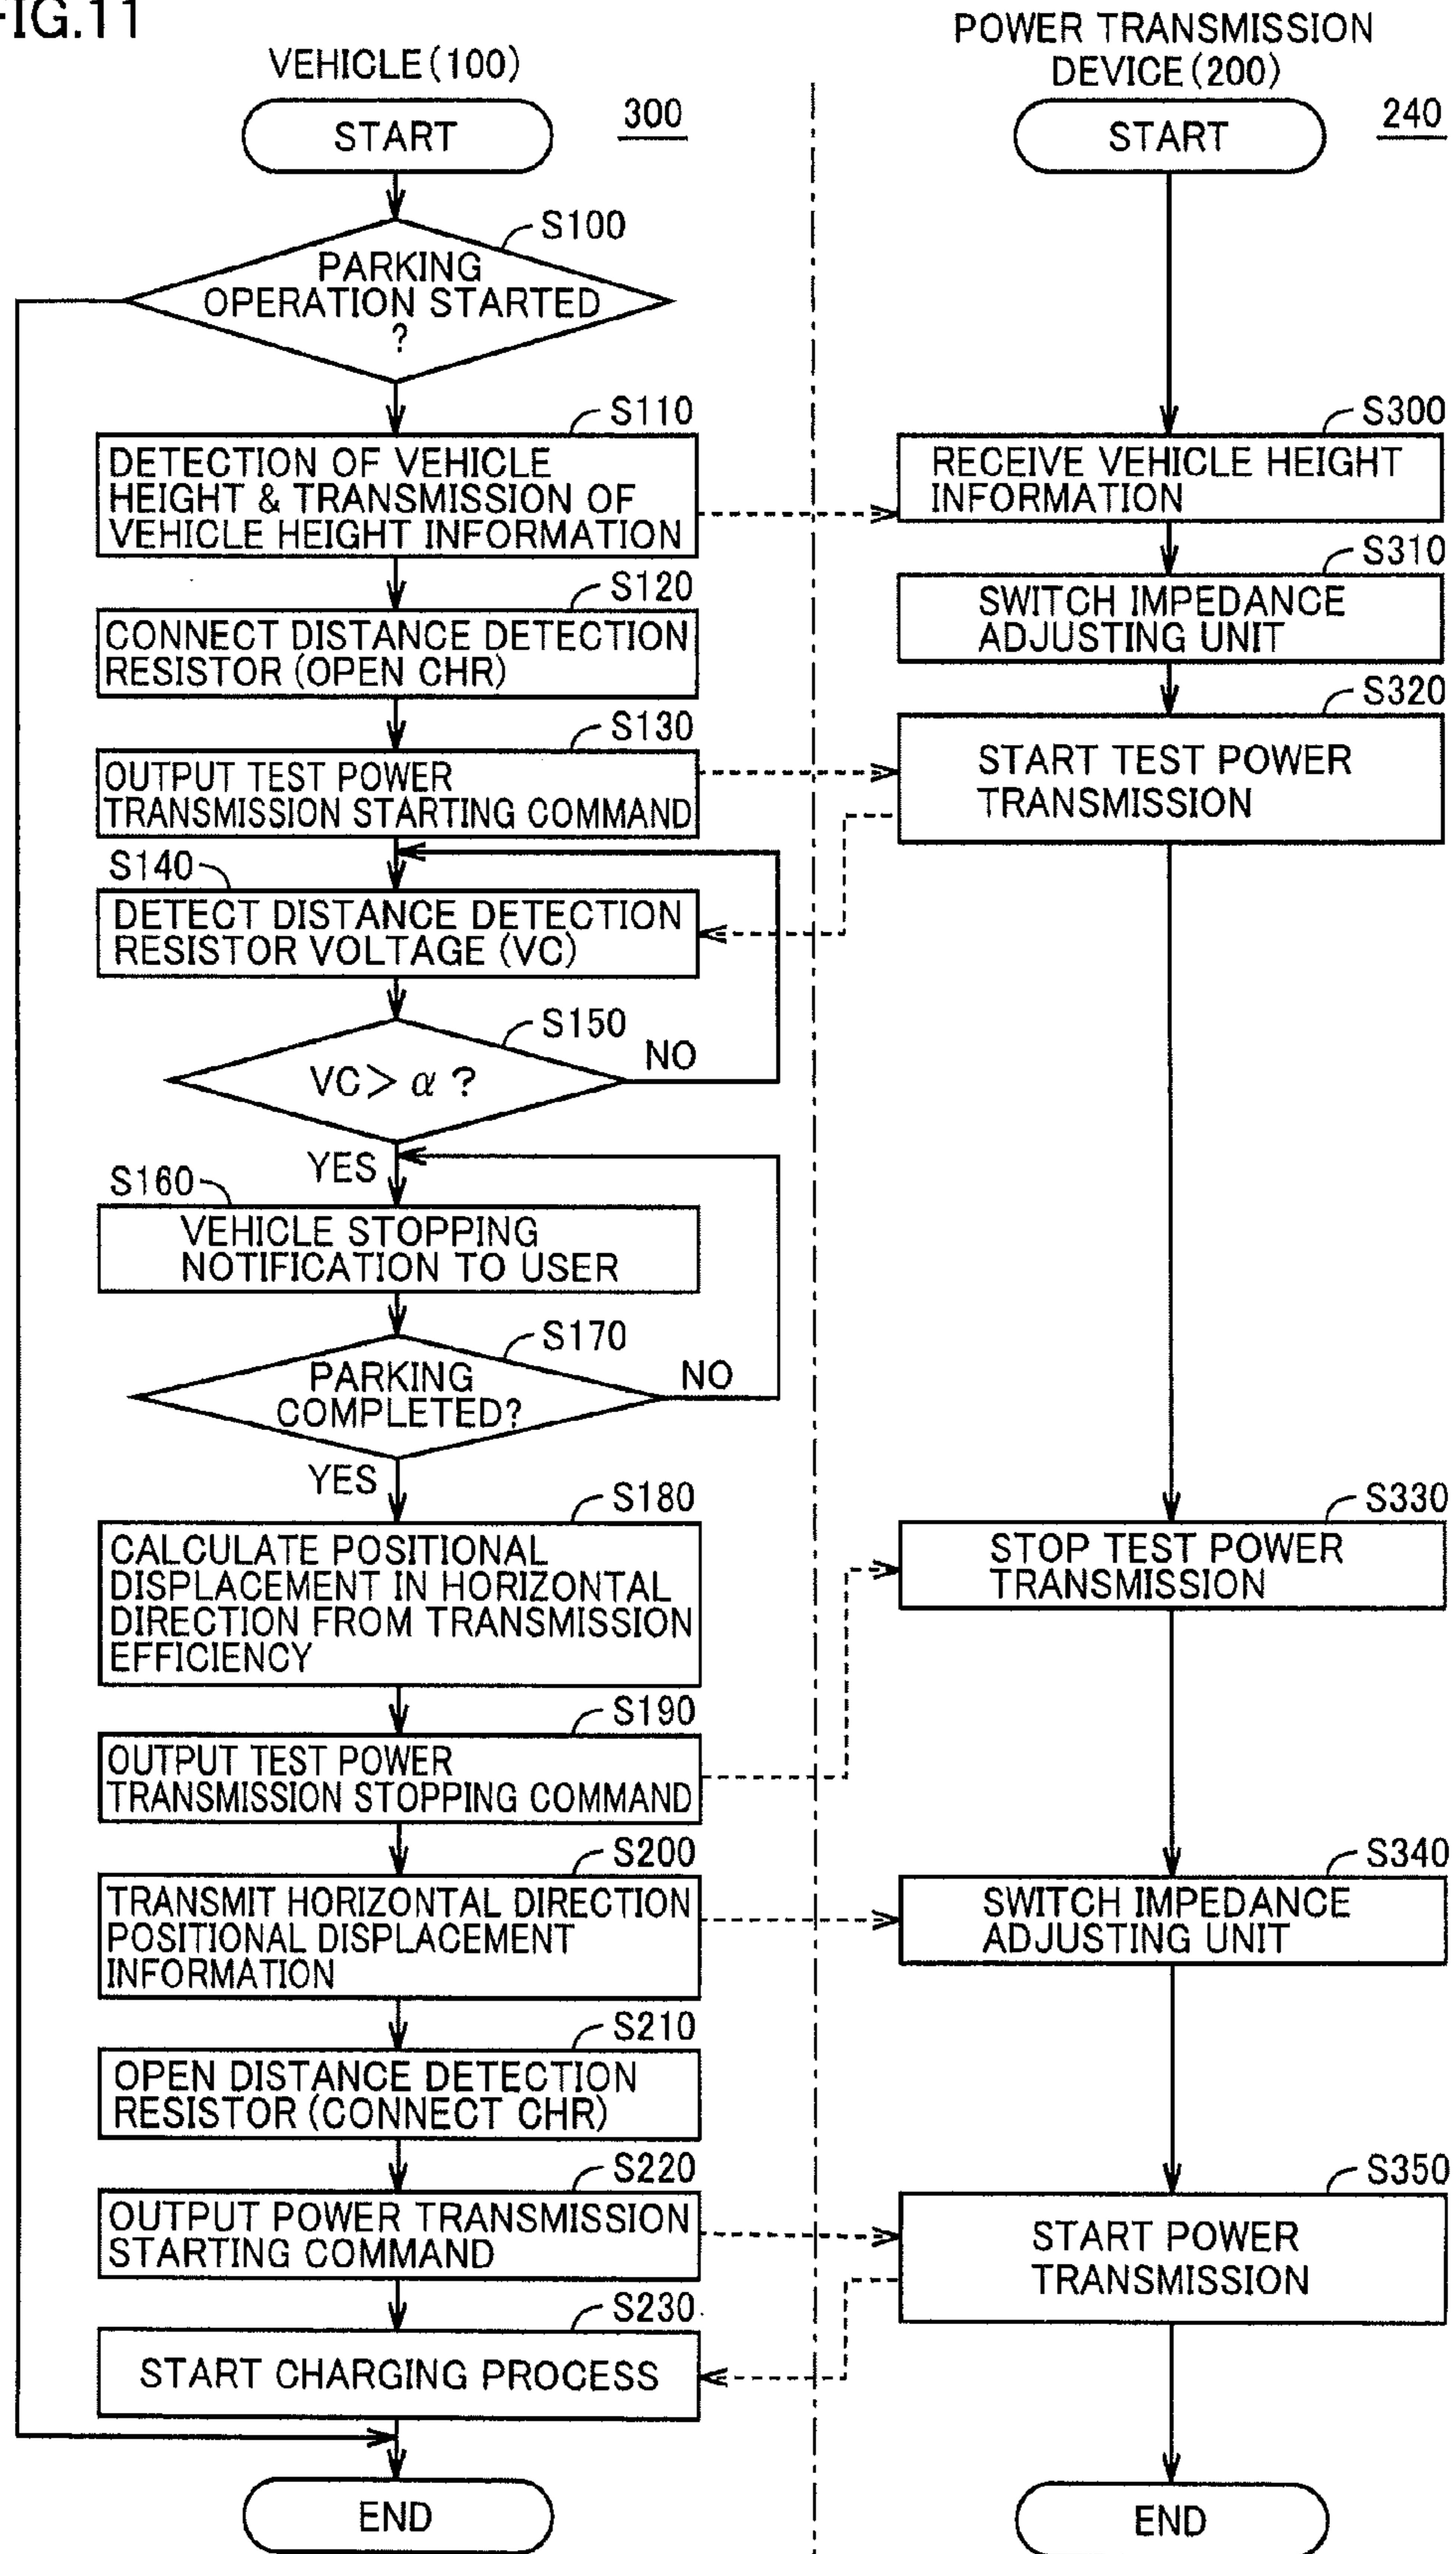 FIG.11
VEHICLE(100)
START
300
S100
PARKING
OPERATION STARTED
?
S110
DETECTION OF VEHICLE
HEIGHT & TRANSMISSION OF
VEHICLE HEIGHT INFORMATION
S120
CONNECT DISTANCE DETECTION
RESISTOR (OPEN CHR)
S130
OUTPUT TEST POWER
TRANSMISSION STARTING COMMAND
S140
DETECT DISTANCE DETECTION
RESISTOR VOLTAGE (VC)
S150
VC > α ?
NO
YES
S160
VEHICLE STOPPING
NOTIFICATION TO USER
S170
PARKING
COMPLETED?
NO
YES
S180
CALCULATE POSITIONAL
DISPLACEMENT IN HORIZONTAL
DIRECTION FROM TRANSMISSION
EFFICIENCY
S190
OUTPUT TEST POWER
TRANSMISSION STOPPING COMMAND
S200
TRANSMIT HORIZONTAL DIRECTION
POSITIONAL DISPLACEMENT
INFORMATION
S210
OPEN DISTANCE DETECTION
RESISTOR (CONNECT CHR)
S220
OUTPUT POWER TRANSMISSION
STARTING COMMAND
S230
START CHARGING PROCESS
END
POWER TRANSMISSION
DEVICE(200)
START
240
S300
RECEIVE VEHICLE HEIGHT
INFORMATION
S310
SWITCH IMPEDANCE
ADJUSTING UNIT
S320
START TEST POWER
TRANSMISSION
S330
STOP TEST POWER
TRANSMISSION
S340
SWITCH IMPEDANCE
ADJUSTING UNIT
S350
START POWER
TRANSMISSION
END